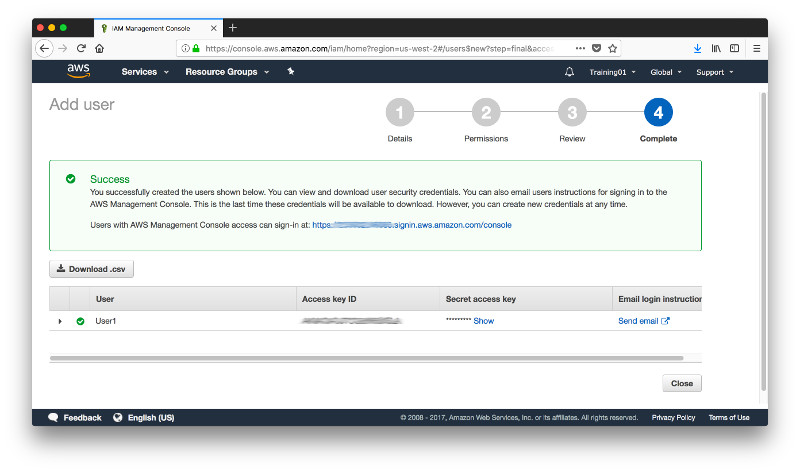 IAM Management Console
https://console.aws.amazon.com/iam/home?region=us-west-2#/users$new?step=final&acce
aws Services Resource Groups Training01 Global Support
Add user
1 2 3 4
Details Permissions Review Complete
Success
You successfully created the users shown below. You can view and download user security credentials. You can also email users instructions for signing in to the
AWS Management Console. This is the last time these credentials will be available to download. However, you can create new credentials at any time.
Users with AWS Management Console access can sign-in at: https: .signin.aws.amazon.com/console
Download .csv
User Access key ID Secret access key Email login instruction
User1 ********* Show Send email
Close
Feedback English (US) © 2008 - 2017, Amazon Web Services, Inc. or its affiliates. All rights reserved. Privacy Policy Terms of Use